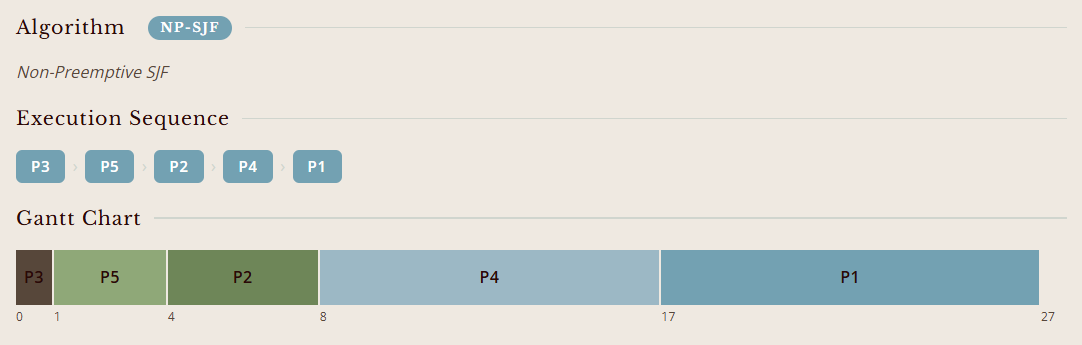 Algorithm NP-SJF
Non-Preemptive SJF
Execution Sequence
P3 › P5 › P2 › P4 › P1
Gantt Chart
P3 P5 P2 P4 P1
0 1 4 8 17 27